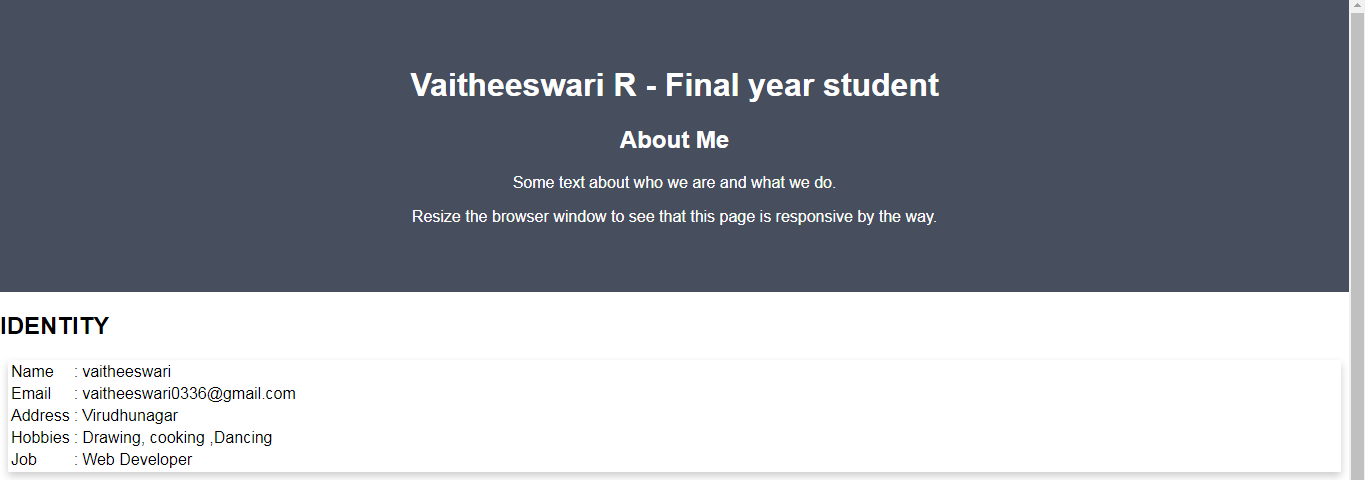 Vaitheeswari R - Final year student
About Me
Some text about who we are and what we do.
Resize the browser window to see that this page is responsive by the way.
IDENTITY
Name : vaitheeswari
Email : vaitheeswari0336@gmail.com
Address : Virudhunagar
Hobbies : Drawing, cooking ,Dancing
Job : Web Developer